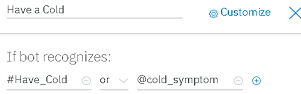 Have a Cold Customize
If bot recognizes:
#Have_Cold or @cold_symptom